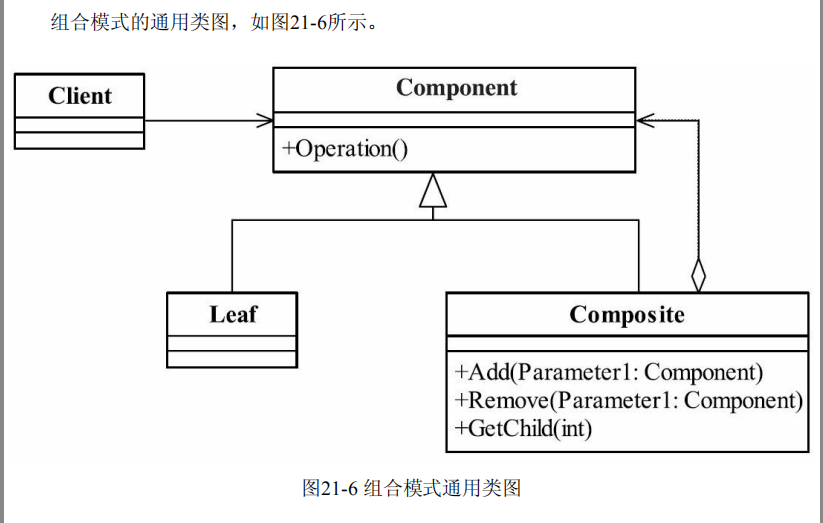 组合模式的通用类图，如图21-6所示。
Client
Component
+Operation()
Leaf
Composite
+Add(Parameter1: Component)
+Remove(Parameter1: Component)
+GetChild(int)
图21-6 组合模式通用类图